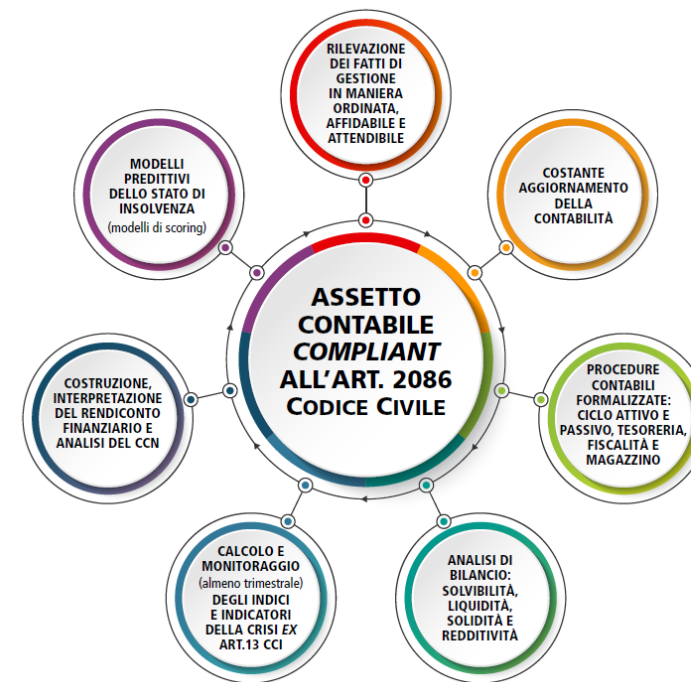 RILEVAZIONE
DEI FATTI DI
GESTIONE
IN MANIERA
ORDINATA,
AFFIDABILE E
ATTENDIBILE
COSTANTE
AGGIORNAMENTO
DELLA
CONTABILITÀ
PROCEDURE
CONTABILI
FORMALIZZATE:
CICLO ATTIVO E
PASSIVO, TESORERIA,
FISCALITÀ E
MAGAZZINO
ANALISI DI
BILANCIO:
SOLVIBILITÀ,
LIQUIDITÀ,
SOLIDITÀ E
REDDITIVITÀ
CALCOLO E
MONITORAGGIO
(almeno trimestrale)
DEGLI INDICI
E INDICATORI
DELLA CRISI EX
ART.13 CCI
COSTRUZIONE,
INTERPRETAZIONE
DEL RENDICONTO
FINANZIARIO E
ANALISI DEL CCN
MODELLI
PREDITTIVI
DELLO STATO DI
INSOLVENZA
(modelli di scoring)
ASSETTO
CONTABILE
COMPLIANT
ALL'ART. 2086
CODICE CIVILE